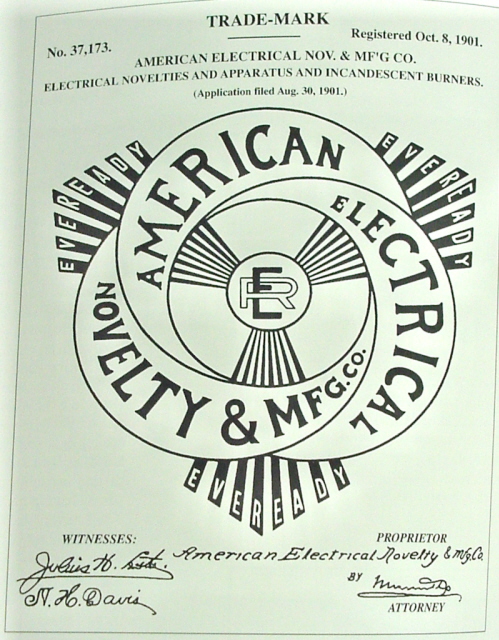 TRADE-MARK
No. 37,173.
Registered Oct. 8, 1901.
AMERICAN ELECTRICAL NOV. & MF'G CO.
ELECTRICAL NOVELTIES AND APPARATUS AND INCANDESCENT BURNERS.
(Application filed Aug. 30, 1901.)
EVEREADY
EVEREADY
AMERICAN
ELECTRICAL
NOVELTY & MFG.CO.
ER
EVEREADY
WITNESSES:
PROPRIETOR
Julius H.
American Electrical Novelty & Mfg. Co.
N. H. Davis
BY
ATTORNEY